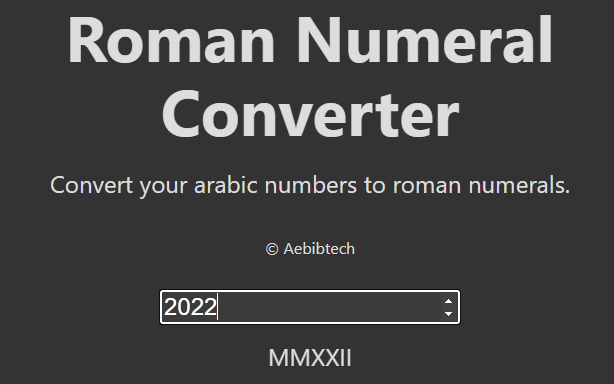 Roman Numeral
Converter
Convert your arabic numbers to roman numerals.
© Aebibtech
2022
MMXXII